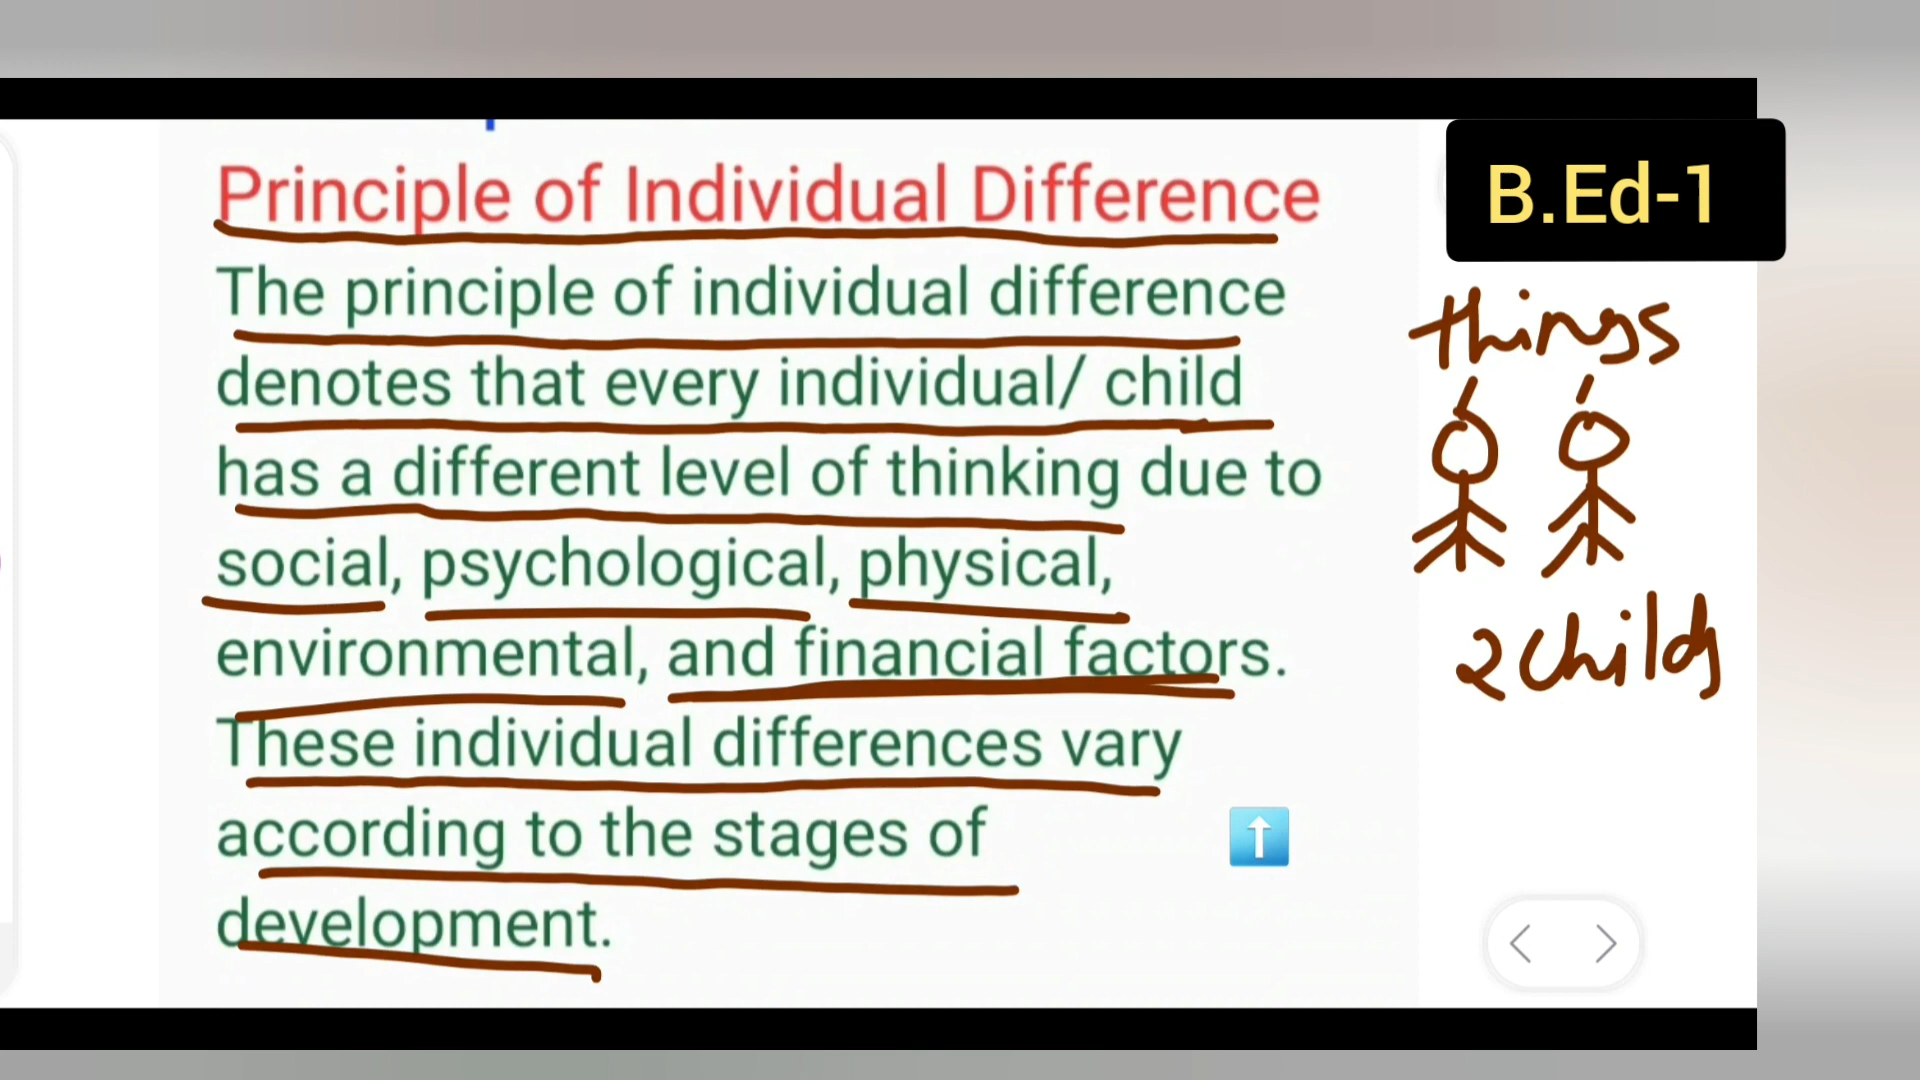 Principle of Individual Difference
The principle of individual difference
denotes that every individual/ child
has a different level of thinking due to
social, psychological, physical,
environmental, and financial factors.
These individual differences vary
according to the stages of
development.
B.Ed-1
things
2 childs